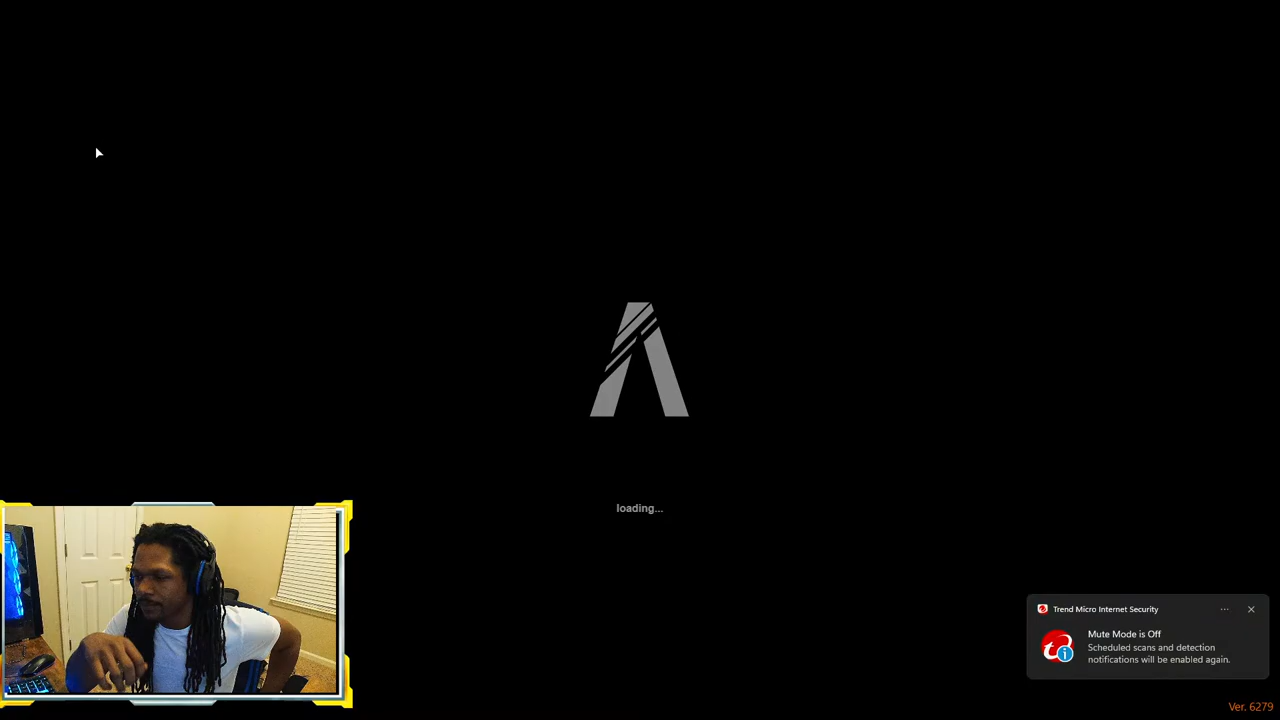 loading...
Trend Micro Internet Security
Mute Mode is Off
Scheduled scans and detection
notifications will be enabled again.
Ver. 6279